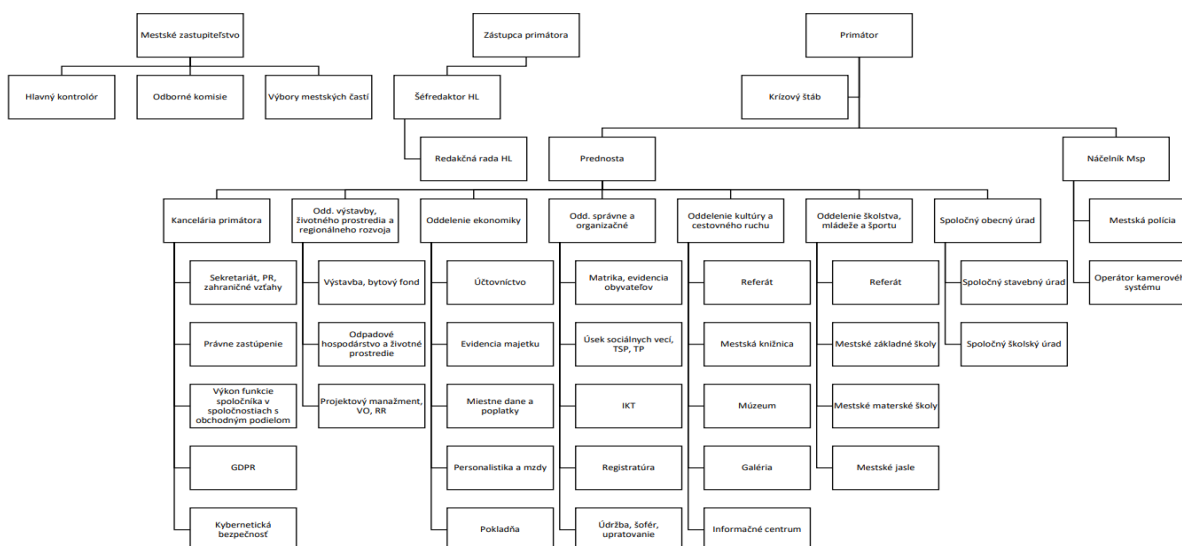 Mestské zastupiteľstvo
Zástupca primátora
Primátor
Hlavný kontrolór
Odborné komisie
Výbory mestských častí
Šéfredaktor HL
Krízový štáb
Redakčná rada HL
Prednosta
Náčelník Msp
Kancelária primátora
Odd. výstavby,
životného prostredia a
regionálneho rozvoja
Oddelenie ekonomiky
Odd. správne a
organizačné
Oddelenie kultúry a
cestovného ruchu
Oddelenie školstva,
mládeže a športu
Spoločný obecný úrad
Mestská polícia
Sekretariát, PR,
zahraničné vzťahy
Výstavba, bytový fond
Účtovníctvo
Matrika, evidencia
obyvateľov
Referát
Referát
Spoločný stavebný úrad
Operátor kamerového
systému
Právne zastúpenie
Odpadové
hospodárstvo a životné
prostredie
Evidencia majetku
Úsek sociálnych vecí,
TSP, TP
Mestská knižnica
Mestské základné školy
Spoločný školský úrad
Výkon funkcie
spoločníka v
spoločnostiach s
obchodným podielom
Projektový manažment,
VO, RR
Miestne dane a
poplatky
IKT
Múzeum
Mestské materské školy
GDPR
Personalistika a mzdy
Registratúra
Galéria
Mestské jasle
Kybernetická
bezpečnosť
Pokladňa
Údržba, šofér,
upratovanie
Informačné centrum